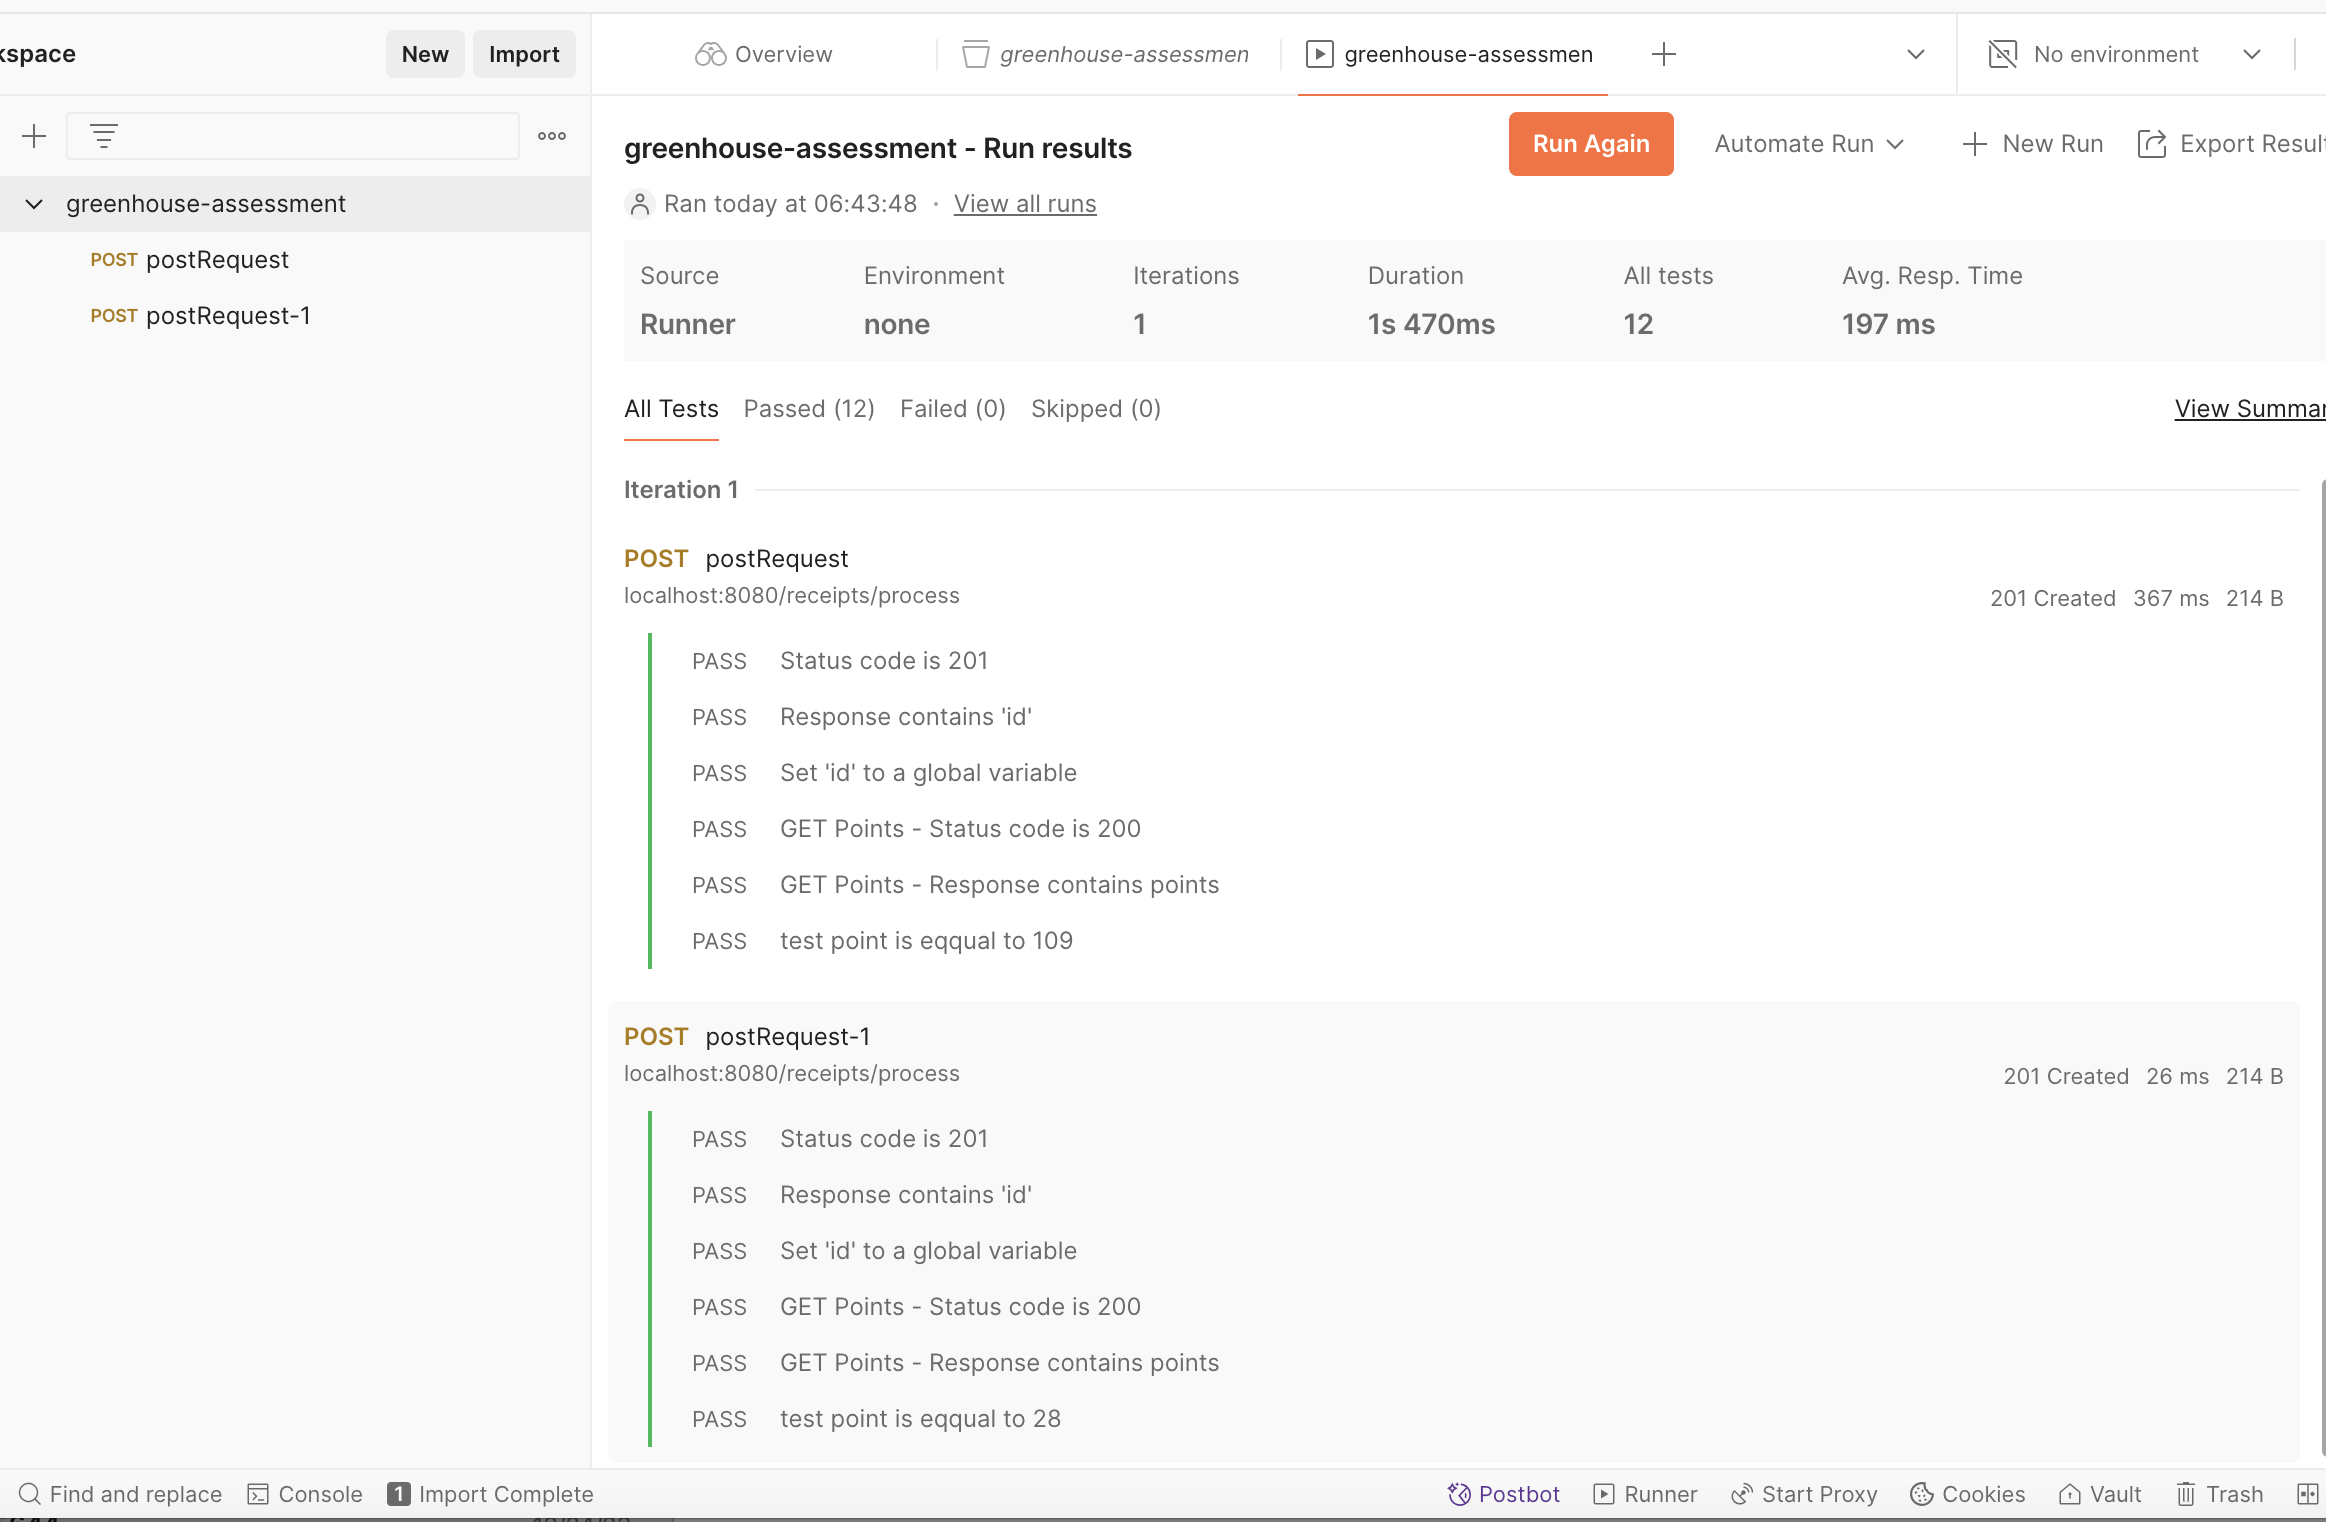 kspace
New
Import
Overview
greenhouse-assessmen
greenhouse-assessmen
No environment
greenhouse-assessment
POST postRequest
POST postRequest-1
greenhouse-assessment - Run results
Run Again
Automate Run
New Run
Export Resul
Ran today at 06:43:48 · View all runs
Source Environment Iterations Duration All tests Avg. Resp. Time
Runner none 1 1s 470ms 12 197 ms
All Tests Passed (12) Failed (0) Skipped (0)
View Summar
Iteration 1
POST postRequest
localhost:8080/receipts/process
201 Created 367 ms 214 B
PASS Status code is 201
PASS Response contains 'id'
PASS Set 'id' to a global variable
PASS GET Points - Status code is 200
PASS GET Points - Response contains points
PASS test point is eqqual to 109
POST postRequest-1
localhost:8080/receipts/process
201 Created 26 ms 214 B
PASS Status code is 201
PASS Response contains 'id'
PASS Set 'id' to a global variable
PASS GET Points - Status code is 200
PASS GET Points - Response contains points
PASS test point is eqqual to 28
Find and replace Console 1 Import Complete Postbot Runner Start Proxy Cookies Vault Trash